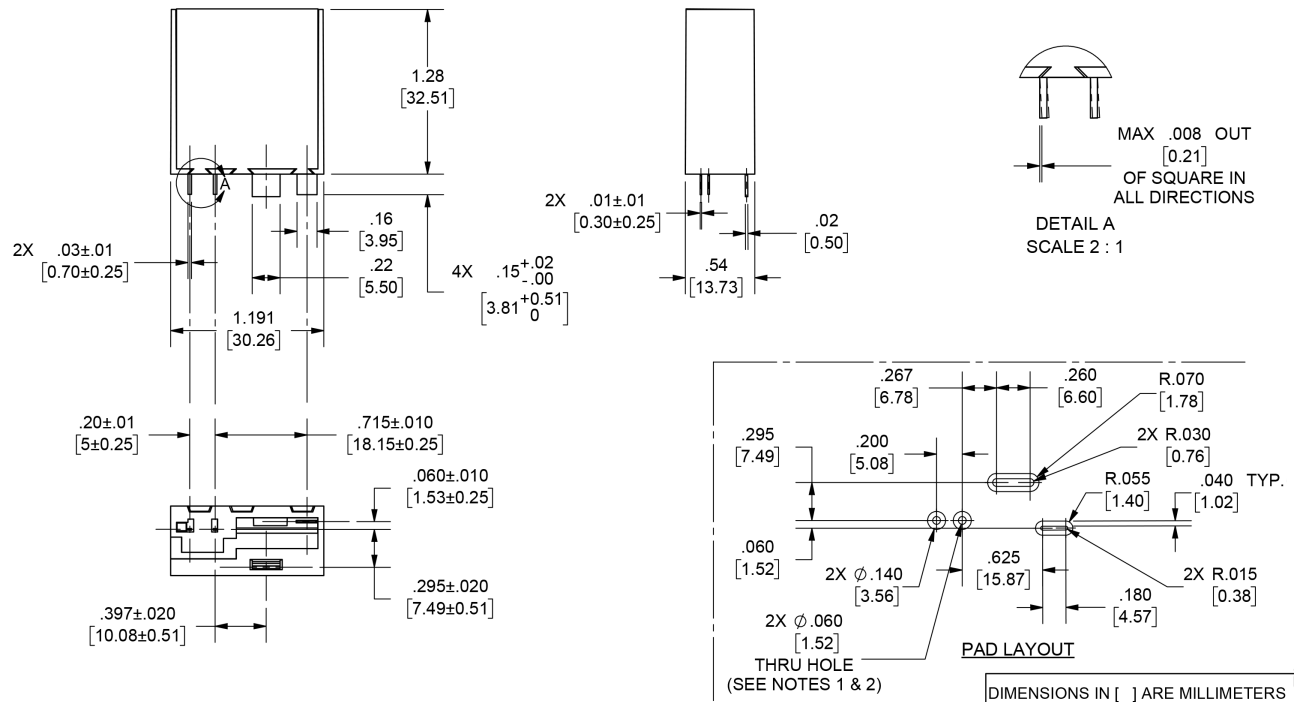 1.28
[32.51]
A
.16
[3.95]
2X .03±.01
[0.70±0.25]
.22
[5.50]
4X .15 +.02 -.00
[3.81 +0.51 0]
1.191
[30.26]
2X .01±.01
[0.30±0.25]
.02
[0.50]
.54
[13.73]
MAX .008 OUT
[0.21]
OF SQUARE IN
ALL DIRECTIONS
DETAIL A
SCALE 2 : 1
.20±.01
[5±0.25]
.715±.010
[18.15±0.25]
.060±.010
[1.53±0.25]
.295±.020
[7.49±0.51]
.397±.020
[10.08±0.51]
.267
[6.78]
.260
[6.60]
R.070
[1.78]
.295
[7.49]
.200
[5.08]
2X R.030
[0.76]
R.055
[1.40]
.040 TYP.
[1.02]
.060
[1.52]
2X Ø.140
[3.56]
.625
[15.87]
2X R.015
[0.38]
.180
[4.57]
2X Ø.060
[1.52]
THRU HOLE
(SEE NOTES 1 & 2)
PAD LAYOUT
DIMENSIONS IN [ ] ARE MILLIMETERS